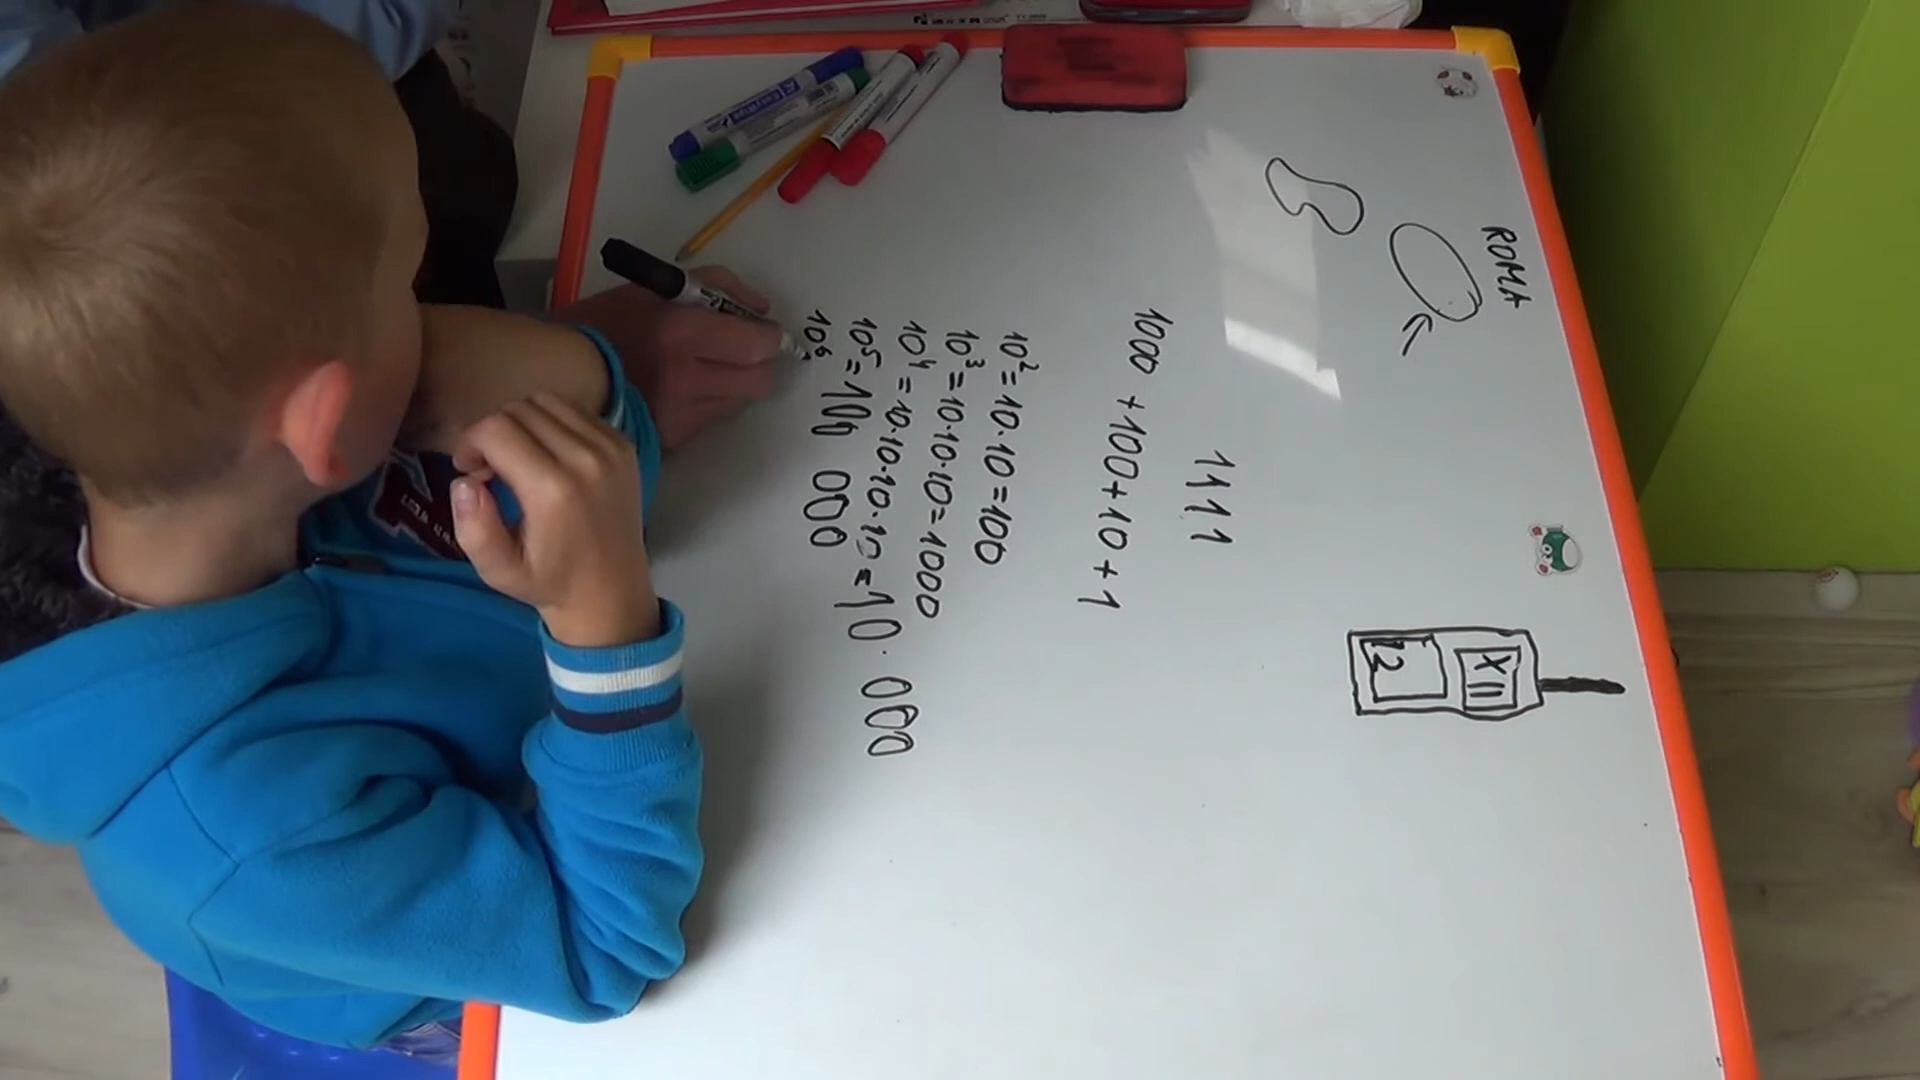 ROMA
XII
12
1111
1000 + 100 + 10 + 1
10² = 10·10 = 100
10³ = 10·10·10 = 1000
10⁴ = 10·10·10·10 = 10·000
10⁵ = 100 000
10⁶